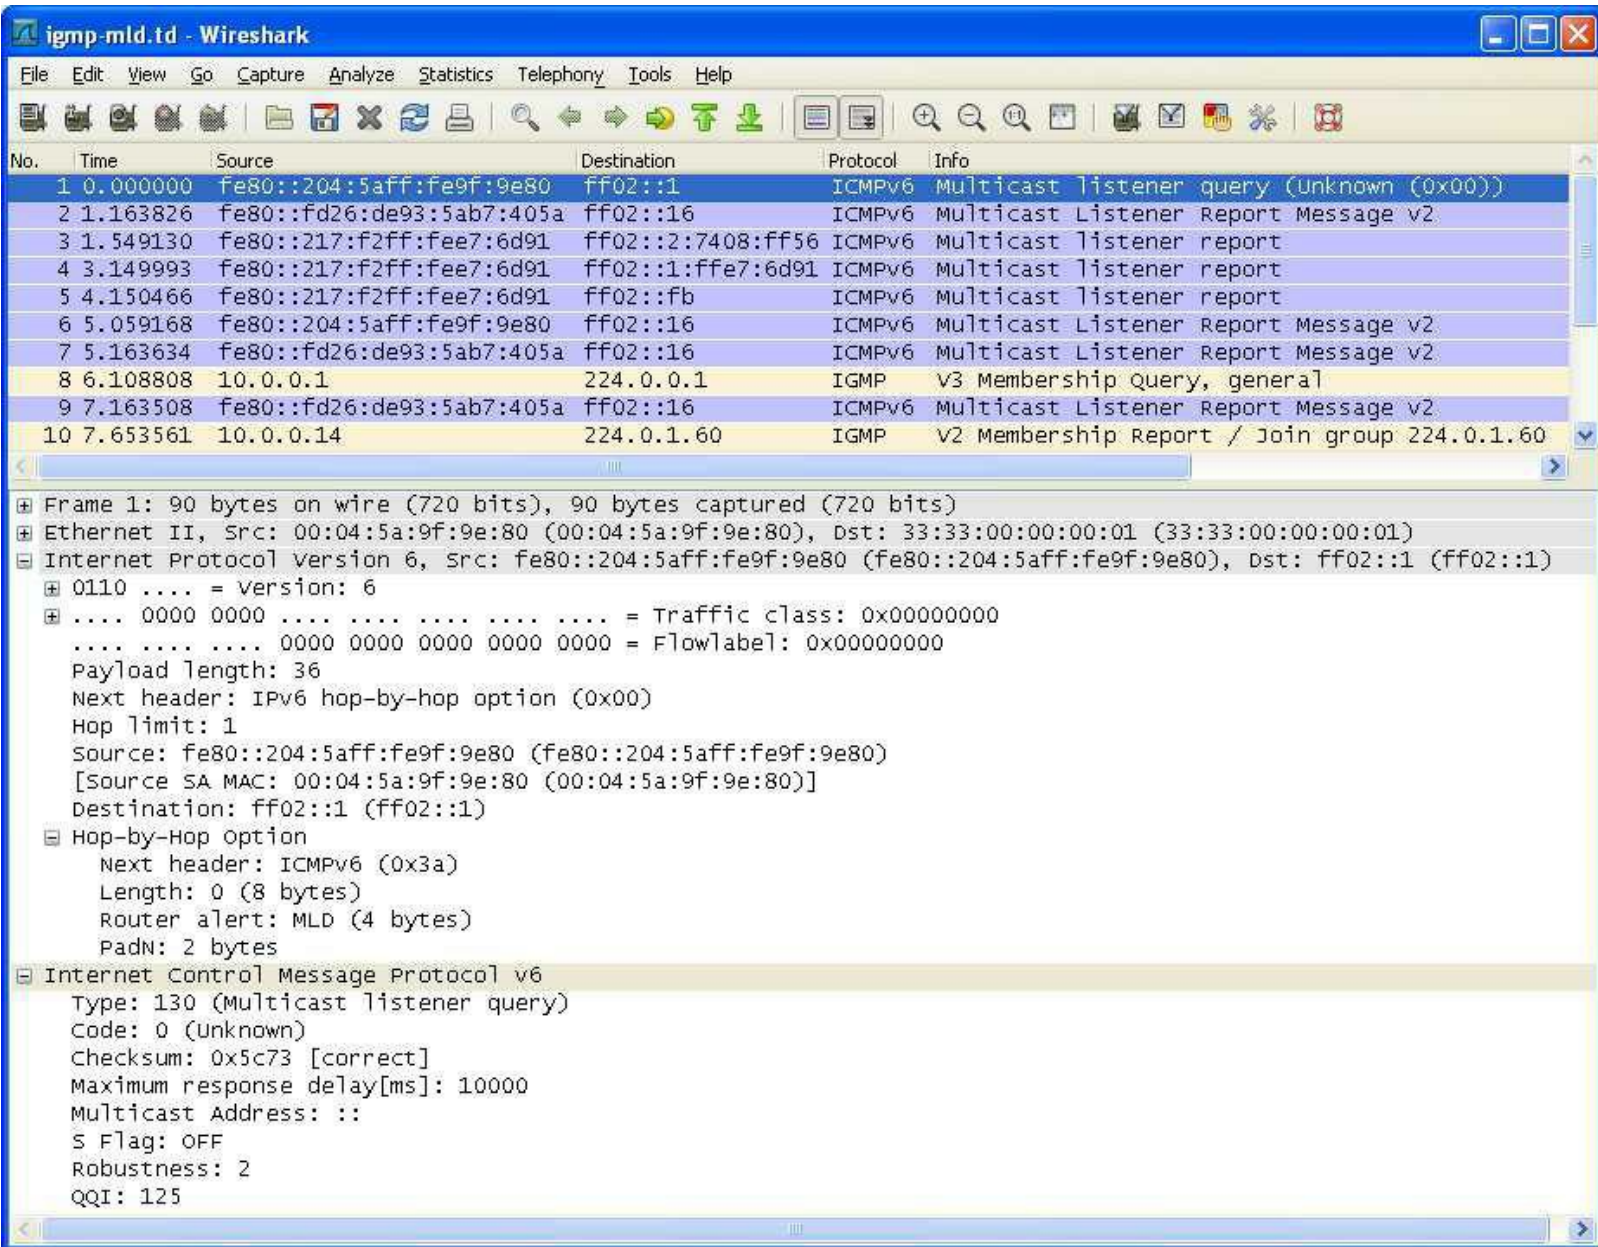 igmp-mld.td - Wireshark
File Edit View Go Capture Analyze Statistics Telephony Tools Help
No. Time Source Destination Protocol Info
1 0.000000 fe80::204:5aff:fe9f:9e80 ff02::1 ICMPv6 Multicast listener query (Unknown (0x00))
2 1.163826 fe80::fd26:de93:5ab7:405a ff02::16 ICMPv6 Multicast Listener Report Message v2
3 1.549130 fe80::217:f2ff:fee7:6d91 ff02::2:7408:ff56 ICMPv6 Multicast listener report
4 3.149993 fe80::217:f2ff:fee7:6d91 ff02::1:ffe7:6d91 ICMPv6 Multicast listener report
5 4.150466 fe80::217:f2ff:fee7:6d91 ff02::fb ICMPv6 Multicast listener report
6 5.059168 fe80::204:5aff:fe9f:9e80 ff02::16 ICMPv6 Multicast Listener Report Message v2
7 5.163634 fe80::fd26:de93:5ab7:405a ff02::16 ICMPv6 Multicast Listener Report Message v2
8 6.108808 10.0.0.1 224.0.0.1 IGMP V3 Membership Query, general
9 7.163508 fe80::fd26:de93:5ab7:405a ff02::16 ICMPv6 Multicast Listener Report Message v2
10 7.653561 10.0.0.14 224.0.1.60 IGMP V2 Membership Report / Join group 224.0.1.60
Frame 1: 90 bytes on wire (720 bits), 90 bytes captured (720 bits)
Ethernet II, Src: 00:04:5a:9f:9e:80 (00:04:5a:9f:9e:80), Dst: 33:33:00:00:00:01 (33:33:00:00:00:01)
Internet Protocol Version 6, Src: fe80::204:5aff:fe9f:9e80 (fe80::204:5aff:fe9f:9e80), Dst: ff02::1 (ff02::1)
0110 .... = Version: 6
.... 0000 0000 .... .... .... .... .... = Traffic class: 0x00000000
.... .... .... 0000 0000 0000 0000 0000 = Flowlabel: 0x00000000
Payload length: 36
Next header: IPv6 hop-by-hop option (0x00)
Hop limit: 1
Source: fe80::204:5aff:fe9f:9e80 (fe80::204:5aff:fe9f:9e80)
[Source SA MAC: 00:04:5a:9f:9e:80 (00:04:5a:9f:9e:80)]
Destination: ff02::1 (ff02::1)
Hop-by-Hop Option
Next header: ICMPv6 (0x3a)
Length: 0 (8 bytes)
Router alert: MLD (4 bytes)
PadN: 2 bytes
Internet Control Message Protocol v6
Type: 130 (Multicast listener query)
Code: 0 (Unknown)
Checksum: 0x5c73 [correct]
Maximum response delay[ms]: 10000
Multicast Address: ::
S Flag: OFF
Robustness: 2
QQI: 125